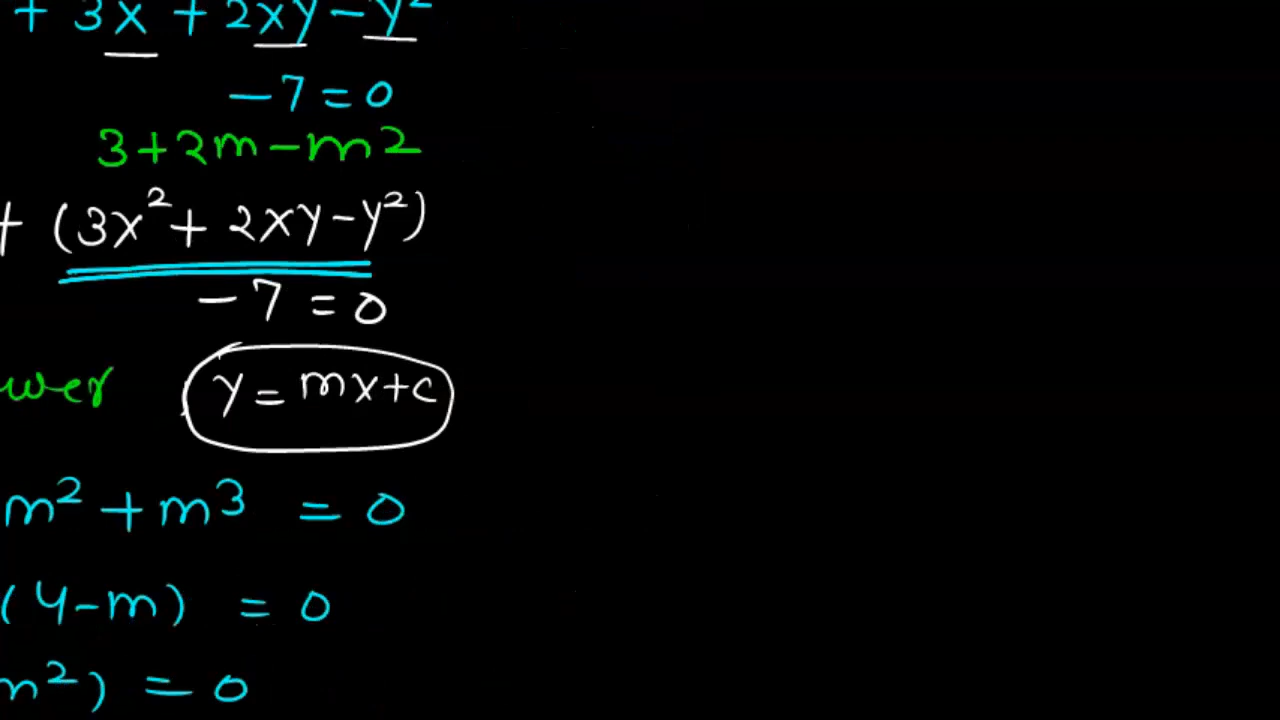 + 3x + 2xy - y²
- 7 = 0
3 + 2m - m2
+ (3x² + 2xy - y²)
- 7 = 0
wer y = mx + c
m² + m3 = 0
(4 - m) = 0
m²) = 0